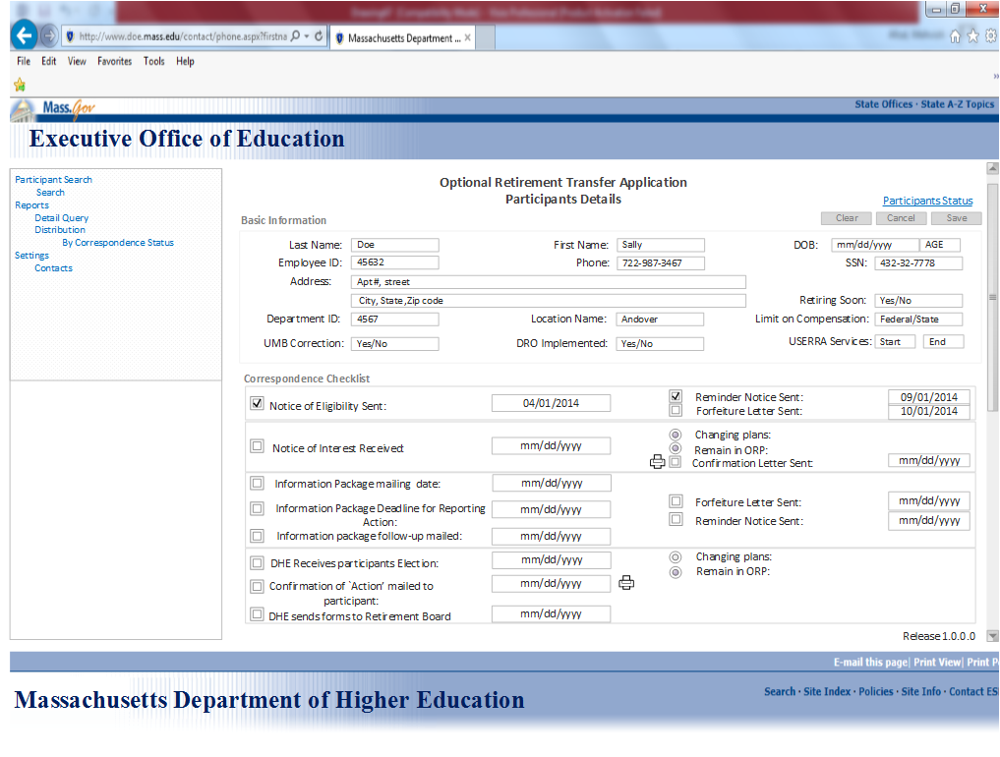 http://www.doe.mass.edu/contact/phone.aspx?firstna
Massachusetts Department ...
File Edit View Favorites Tools Help
Mass.Gov
State Offices · State A-Z Topics
Executive Office of Education
Participant Search
Search
Reports
Detail Query
Distribution
By Correspondence Status
Settings
Contacts
Optional Retirement Transfer Application
Participants Details
Participants Status
Clear Cancel Save
Basic Information
Last Name: Doe First Name: Sally DOB: mm/dd/yyyy AGE
Employee ID: 45632 Phone: 722-987-3467 SSN: 432-32-7778
Address: Apt#, street
City, State ,Zip code Retiring Soon: Yes/No
Department ID: 4567 Location Name: Andover Limit on Compensation: Federal/State
UMB Correction: Yes/No DRO Implemented: Yes/No USERRA Services: Start End
Correspondence Checklist
Notice of Eligibility Sent: 04/01/2014 Reminder Notice Sent: 09/01/2014
Forfeiture Letter Sent: 10/01/2014
Notice of Interest Received: mm/dd/yyyy Changing plans:
Remain in ORP:
Confirmation Letter Sent: mm/dd/yyyy
Information Package mailing date: mm/dd/yyyy
Information Package Deadline for Reporting Action: mm/dd/yyyy Forfeiture Letter Sent: mm/dd/yyyy
Information package follow-up mailed: mm/dd/yyyy Reminder Notice Sent: mm/dd/yyyy
DHE Receives participants Election: mm/dd/yyyy Changing plans:
Remain in ORP:
Confirmation of `Action' mailed to participant: mm/dd/yyyy
DHE sends forms to Retirement Board mm/dd/yyyy
Release 1.0.0.0
E-mail this page| Print View| Print P
Massachusetts Department of Higher Education
Search · Site Index · Policies · Site Info · Contact ES